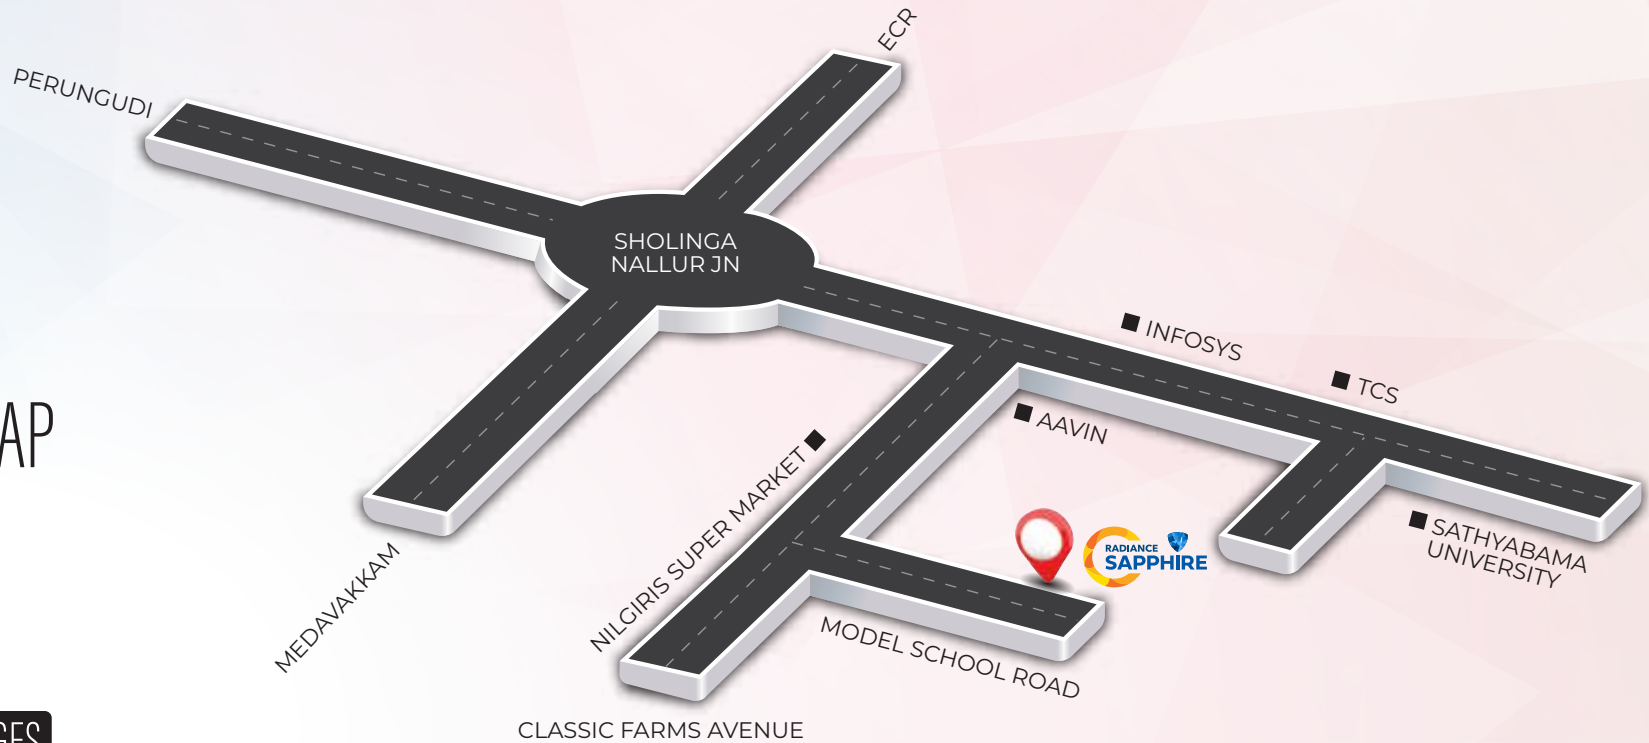 ECR
PERUNGUDI
SHOLINGA
NALLUR JN
INFOSYS
TCS
AAVIN
NILGIRIS SUPER MARKET
SATHYABAMA
UNIVERSITY
RADIANCE
SAPPHIRE
MEDAVAKKAM
MODEL SCHOOL ROAD
CLASSIC FARMS AVENUE